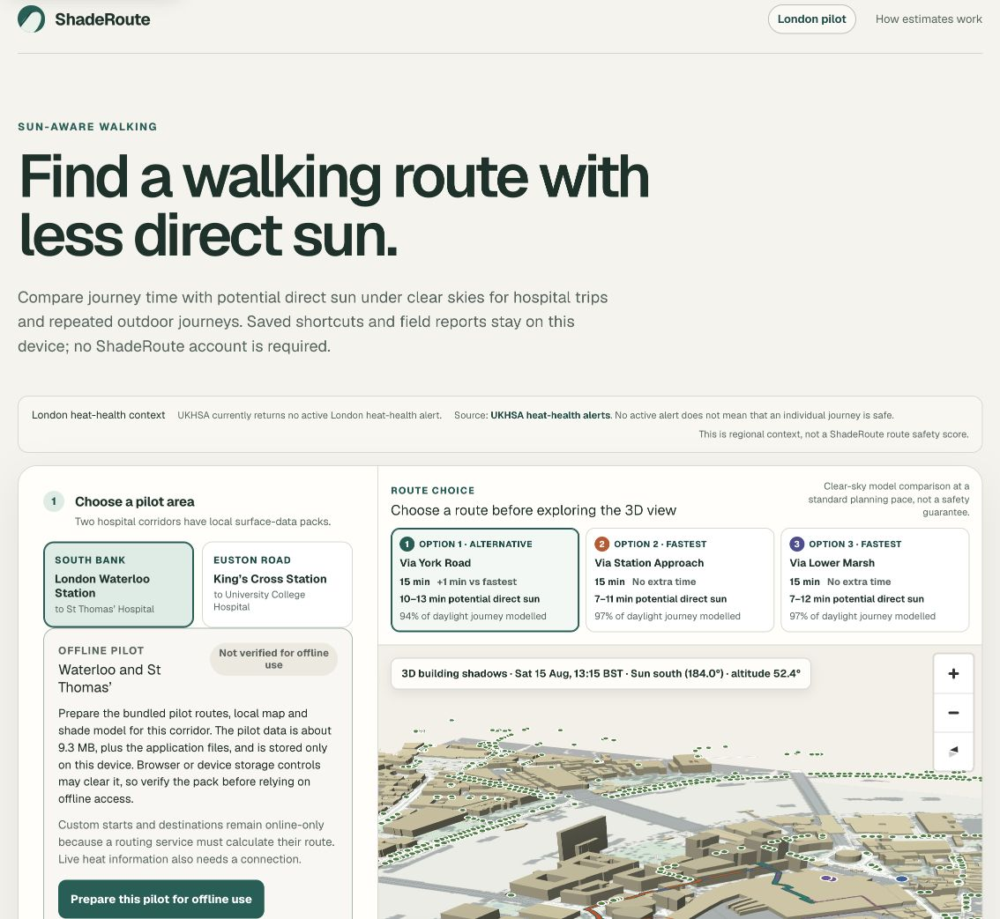 ShadeRoute
London pilot
How estimates work
SUN-AWARE WALKING
Find a walking route with
less direct sun.
Compare journey time with potential direct sun under clear skies for hospital trips
and repeated outdoor journeys. Saved shortcuts and field reports stay on this
device; no ShadeRoute account is required.
London heat-health context UKHSA currently returns no active London heat-health alert. Source: UKHSA heat-health alerts. No active alert does not mean that an individual journey is safe.
This is regional context, not a ShadeRoute route safety score.
1 Choose a pilot area
Two hospital corridors have local surface-data packs.
SOUTH BANK
London Waterloo
Station
to St Thomas' Hospital
EUSTON ROAD
King's Cross Station
to University College
Hospital
OFFLINE PILOT
Waterloo and St
Thomas'
Not verified for offline
use
Prepare the bundled pilot routes, local map and
shade model for this corridor. The pilot data is about
9.3 MB, plus the application files, and is stored only
on this device. Browser or device storage controls
may clear it, so verify the pack before relying on
offline access.
Custom starts and destinations remain online-only
because a routing service must calculate their route.
Live heat information also needs a connection.
Prepare this pilot for offline use
ROUTE CHOICE
Choose a route before exploring the 3D view
Clear-sky model comparison at a
standard planning pace, not a safety
guarantee.
1 OPTION 1 · ALTERNATIVE
Via York Road
15 min +1 min vs fastest
10–13 min potential direct sun
94% of daylight journey modelled
2 OPTION 2 · FASTEST
Via Station Approach
15 min No extra time
7–11 min potential direct sun
97% of daylight journey modelled
3 OPTION 3 · FASTEST
Via Lower Marsh
15 min No extra time
7–12 min potential direct sun
97% of daylight journey modelled
3D building shadows · Sat 15 Aug, 13:15 BST · Sun south (184.0°) · altitude 52.4°
+
−